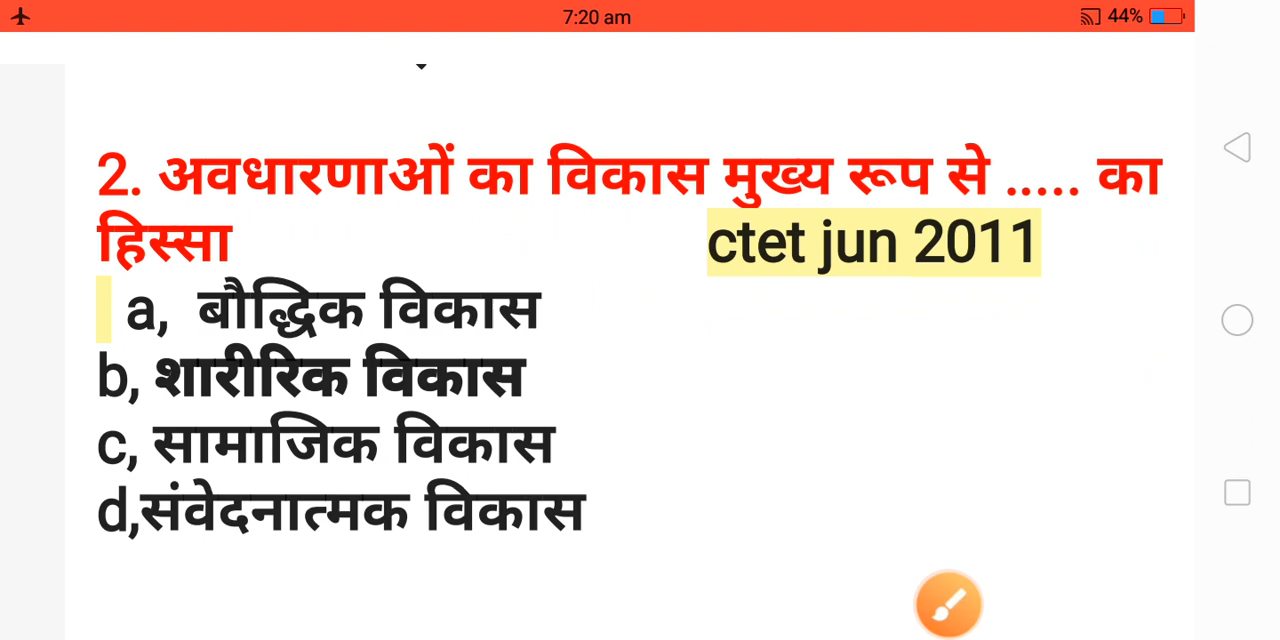 7:20 am 44%
2. अवधारणाओं का विकास मुख्य रूप से ..... का
हिस्सा ctet jun 2011
a, बौद्धिक विकास
b, शारीरिक विकास
c, सामाजिक विकास
d,संवेदनात्मक विकास